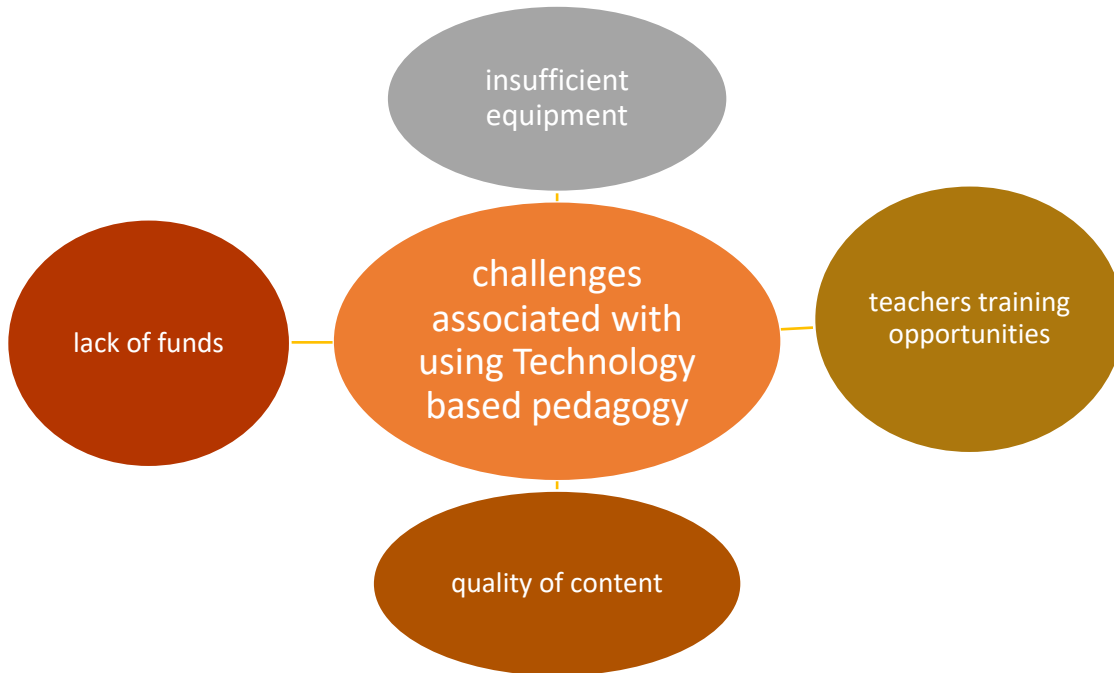 insufficient
equipment
challenges
associated with
using Technology
based pedagogy
teachers training
opportunities
lack of funds
quality of content